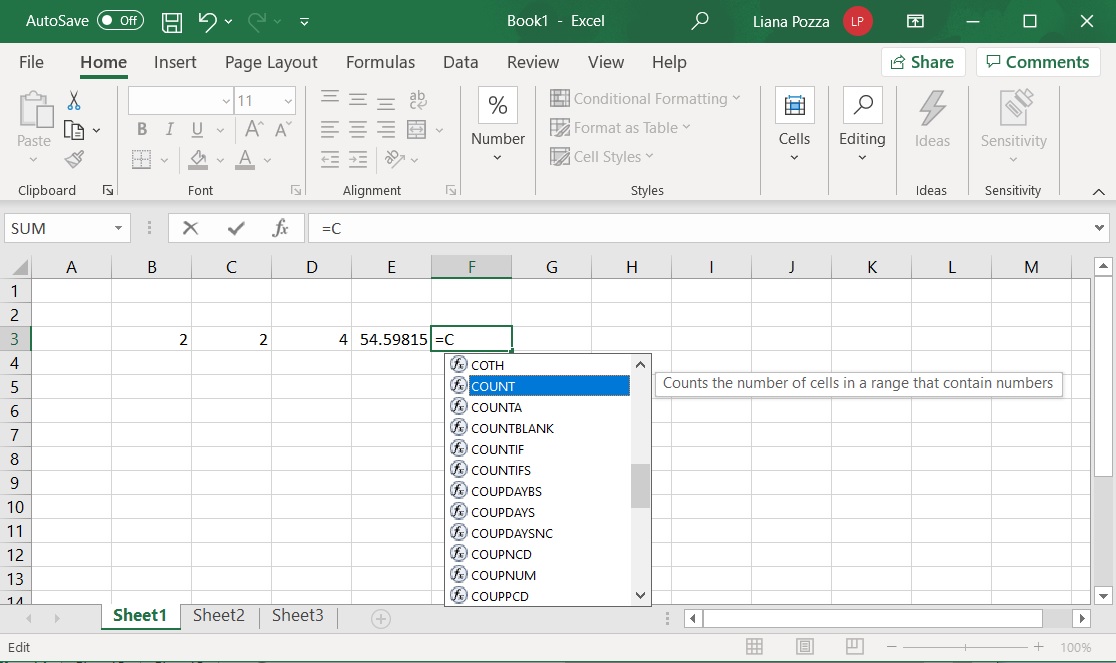 AutoSave Off Book1 - Excel Liana Pozza LP
File Home Insert Page Layout Formulas Data Review View Help Share Comments
Paste
B I U
11
ab
A A
A
%
Number
Conditional Formatting
Format as Table
Cell Styles
Cells
Editing
Ideas
Sensitivity
Clipboard Font Alignment Styles Ideas Sensitivity
SUM fx =C
A B C D E F G H I J K L M
1
2
3 2 2 4 54.59815 =C
4
5
6
7
8
9
10
11
12
13
14
COTH
COUNT
COUNTA
COUNTBLANK
COUNTIF
COUNTIFS
COUPDAYBS
COUPDAYS
COUPDAYSNC
COUPNCD
COUPNUM
COUPPCD
Counts the number of cells in a range that contain numbers
Sheet1 Sheet2 Sheet3
Edit 100%